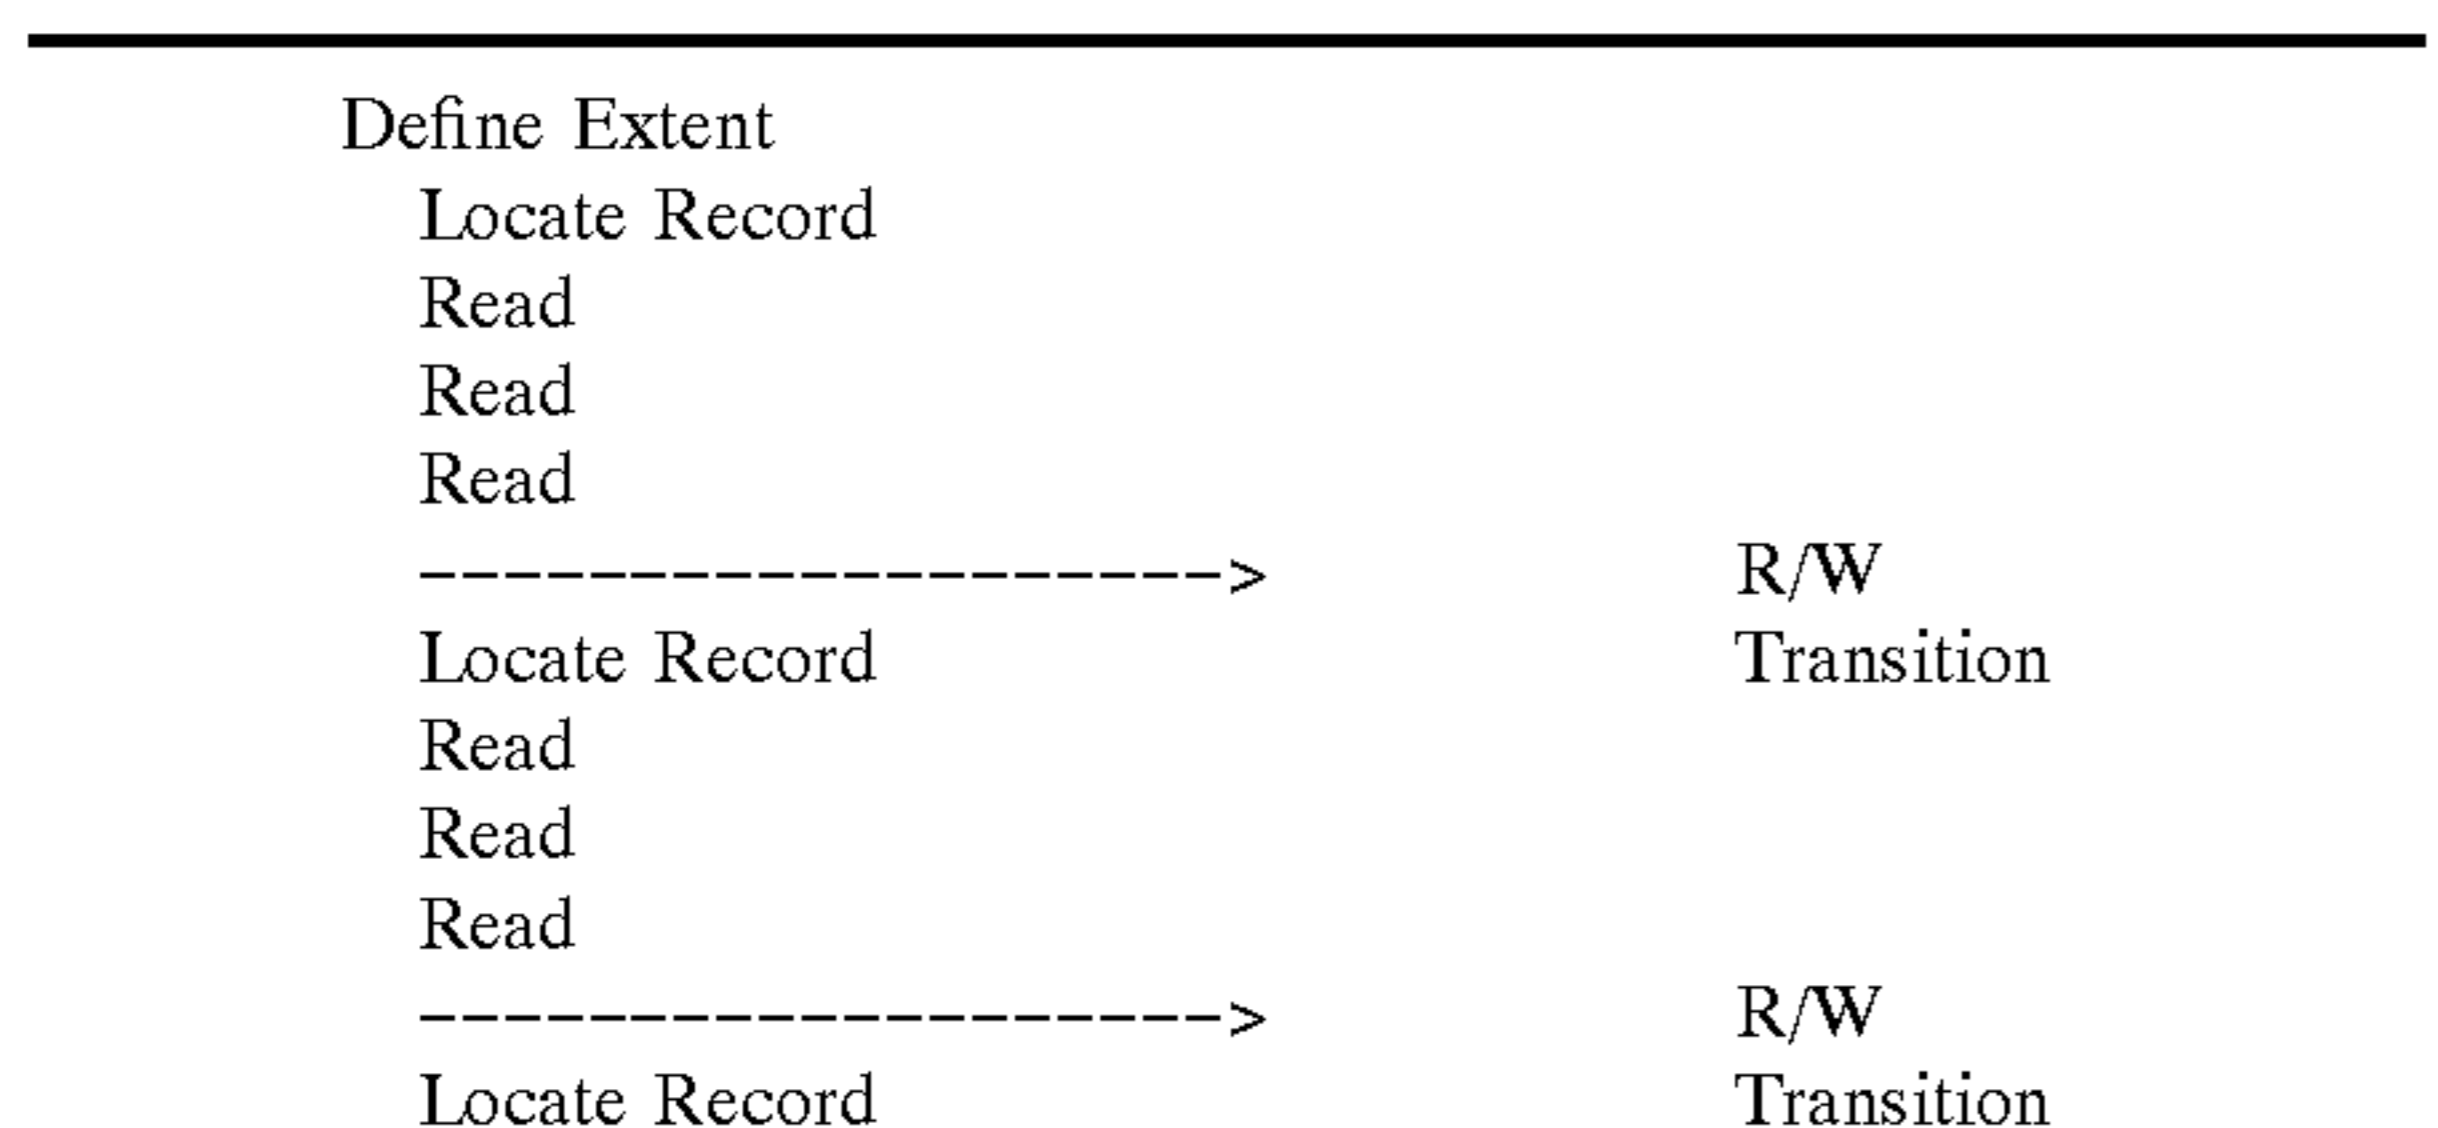 Define Extent
Locate Record
Read
Read
Read
-------------------> R/W
Locate Record Transition
Read
Read
Read
-------------------> R/W
Locate Record Transition